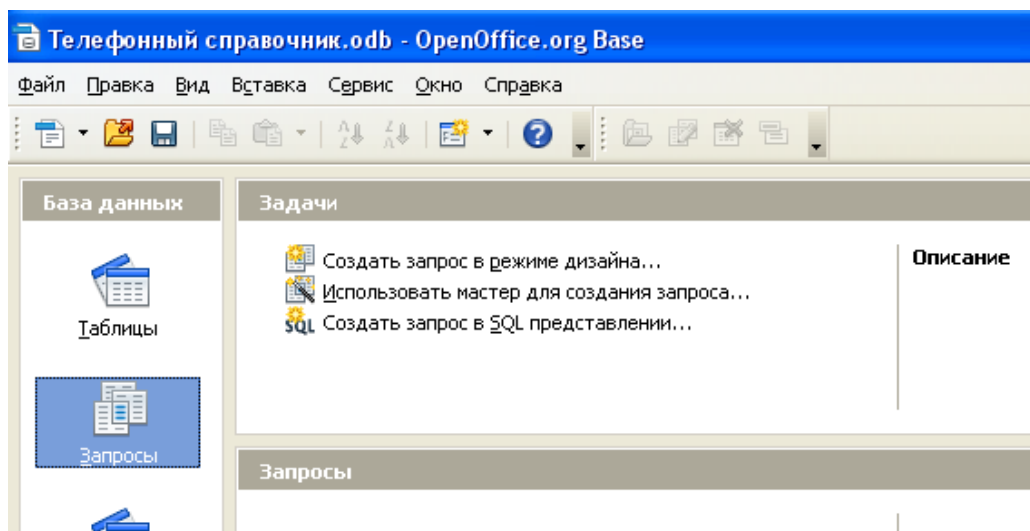 Телефонный справочник.odb - OpenOffice.org Base
Файл Правка Вид Вставка Сервис Окно Справка
База данных
Задачи
Создать запрос в режиме дизайна...
Описание
Использовать мастер для создания запроса...
Таблицы
SQL Создать запрос в SQL представлении...
Запросы
Запросы